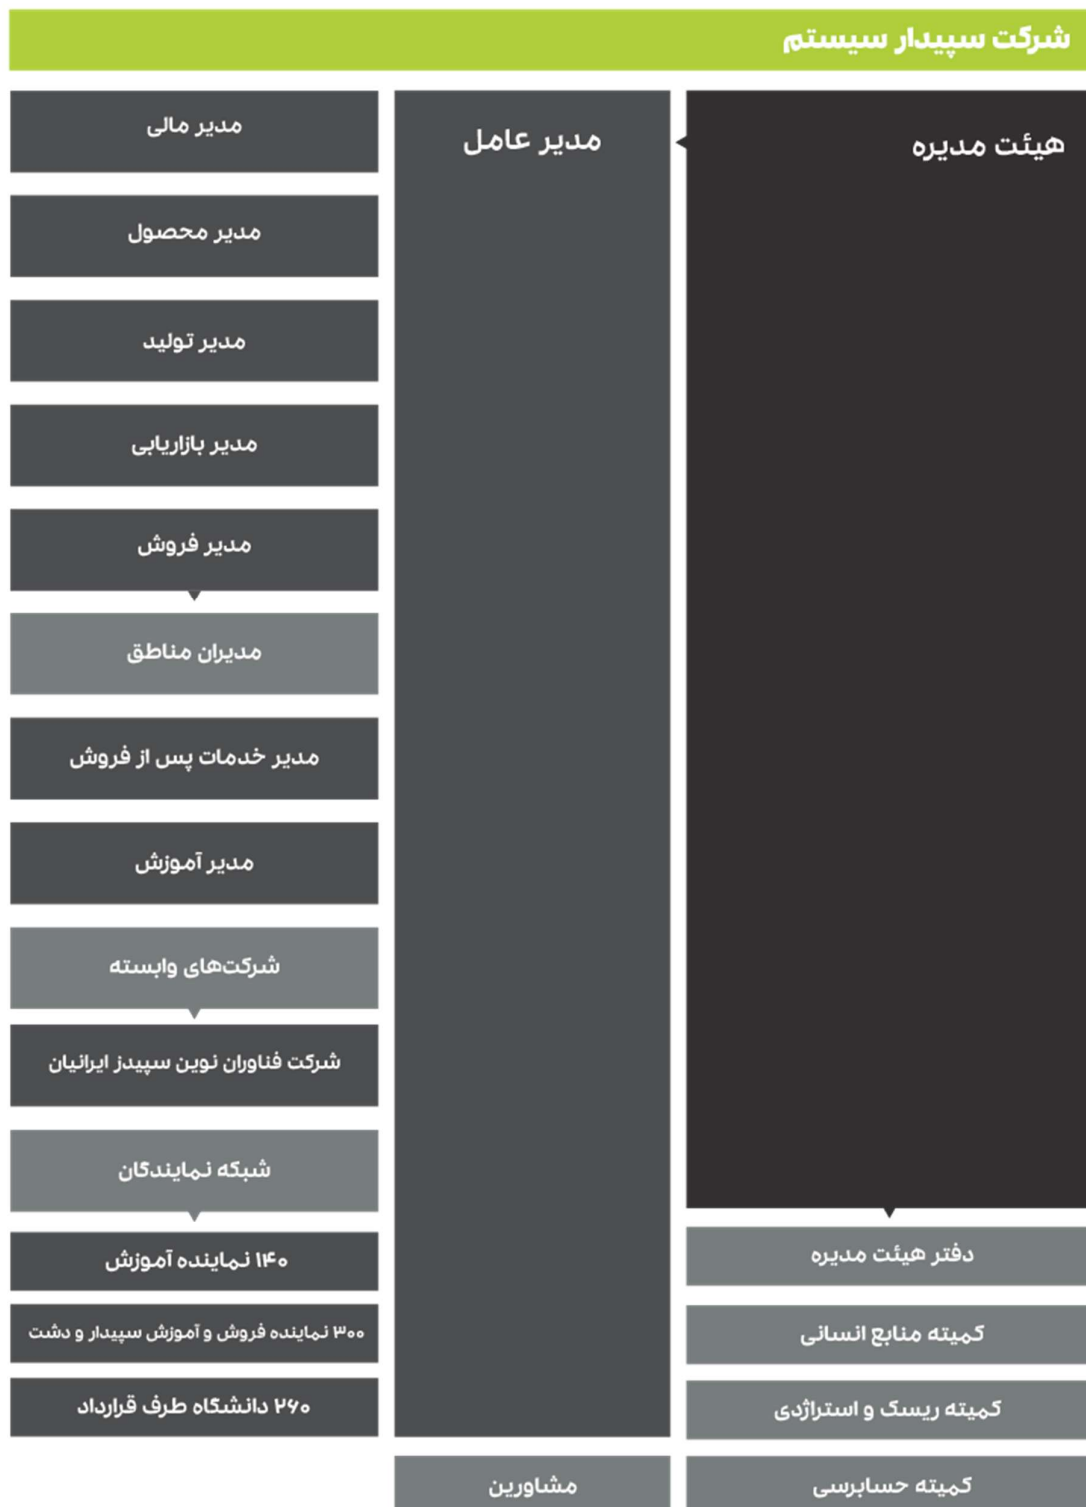 شرکت سپیدار سیستم
هیئت مدیره
دفتر هیئت مدیره
کمیته منابع انسانی
کمیته ریسک و استراژدی
کمیته حسابرسی
مدیر عامل
مشاورین
مدیر مالی
مدیر محصول
مدیر تولید
مدیر بازاریابی
مدیر فروش
مدیران مناطق
مدیر خدمات پس از فروش
مدیر آموزش
شرکت‌های وابسته
شرکت فناوران نوین سپیدز ایرانیان
شبکه نمایندگان
۱۴۰ نماینده آموزش
۳۰۰ نماینده فروش و آموزش سپیدار و دشت
۲۶۰ دانشگاه طرف قرارداد